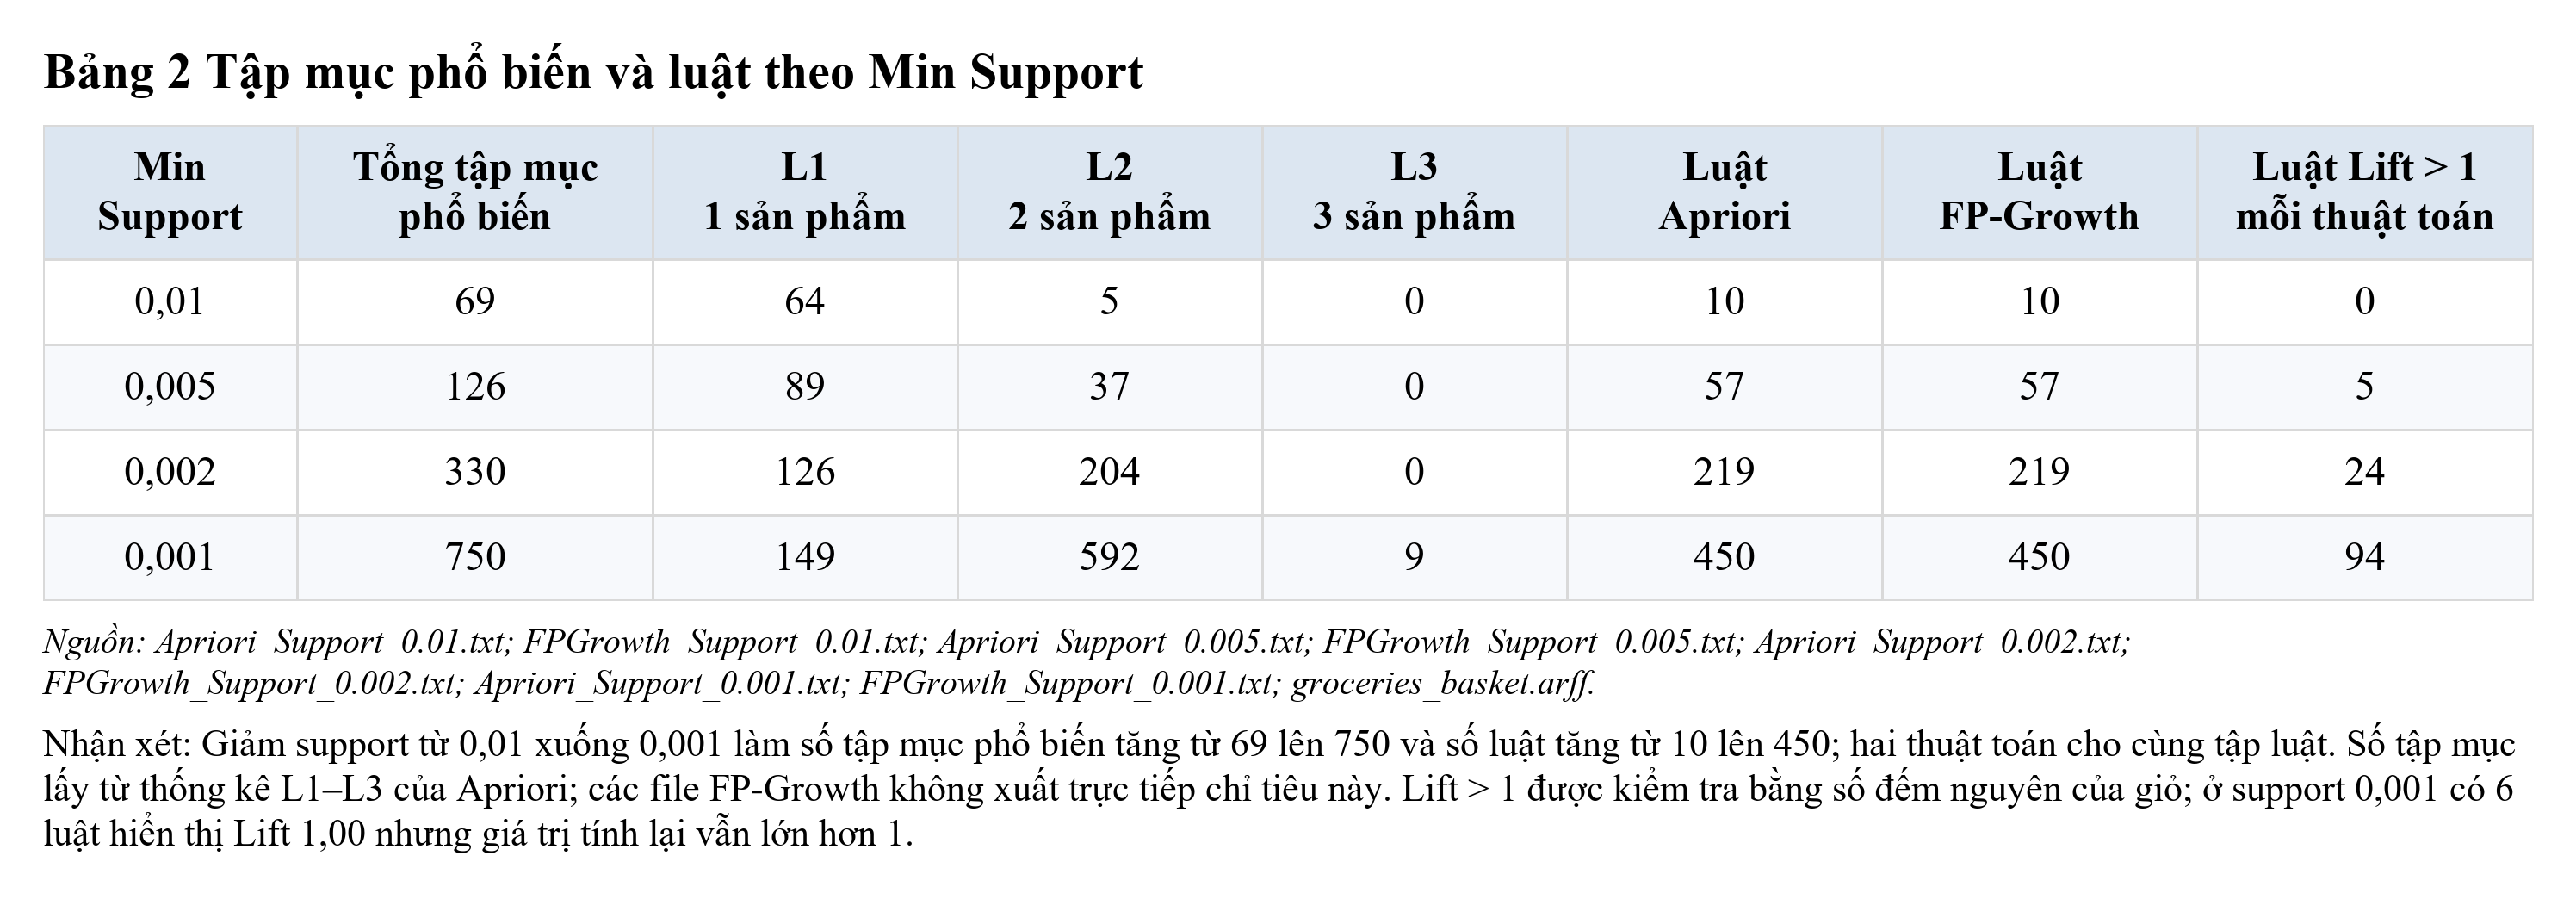 Bảng 2 Tập mục phổ biến và luật theo Min Support
Min Support | Tổng tập mục phổ biến | L1 1 sản phẩm | L2 2 sản phẩm | L3 3 sản phẩm | Luật Apriori | Luật FP-Growth | Luật Lift > 1 mỗi thuật toán
0,01 | 69 | 64 | 5 | 0 | 10 | 10 | 0
0,005 | 126 | 89 | 37 | 0 | 57 | 57 | 5
0,002 | 330 | 126 | 204 | 0 | 219 | 219 | 24
0,001 | 750 | 149 | 592 | 9 | 450 | 450 | 94
Nguồn: Apriori_Support_0.01.txt; FPGrowth_Support_0.01.txt; Apriori_Support_0.005.txt; FPGrowth_Support_0.005.txt; Apriori_Support_0.002.txt;
FPGrowth_Support_0.002.txt; Apriori_Support_0.001.txt; FPGrowth_Support_0.001.txt; groceries_basket.arff.
Nhận xét: Giảm support từ 0,01 xuống 0,001 làm số tập mục phổ biến tăng từ 69 lên 750 và số luật tăng từ 10 lên 450; hai thuật toán cho cùng tập luật. Số tập mục
lấy từ thống kê L1–L3 của Apriori; các file FP-Growth không xuất trực tiếp chỉ tiêu này. Lift > 1 được kiểm tra bằng số đếm nguyên của giỏ; ở support 0,001 có 6
luật hiển thị Lift 1,00 nhưng giá trị tính lại vẫn lớn hơn 1.